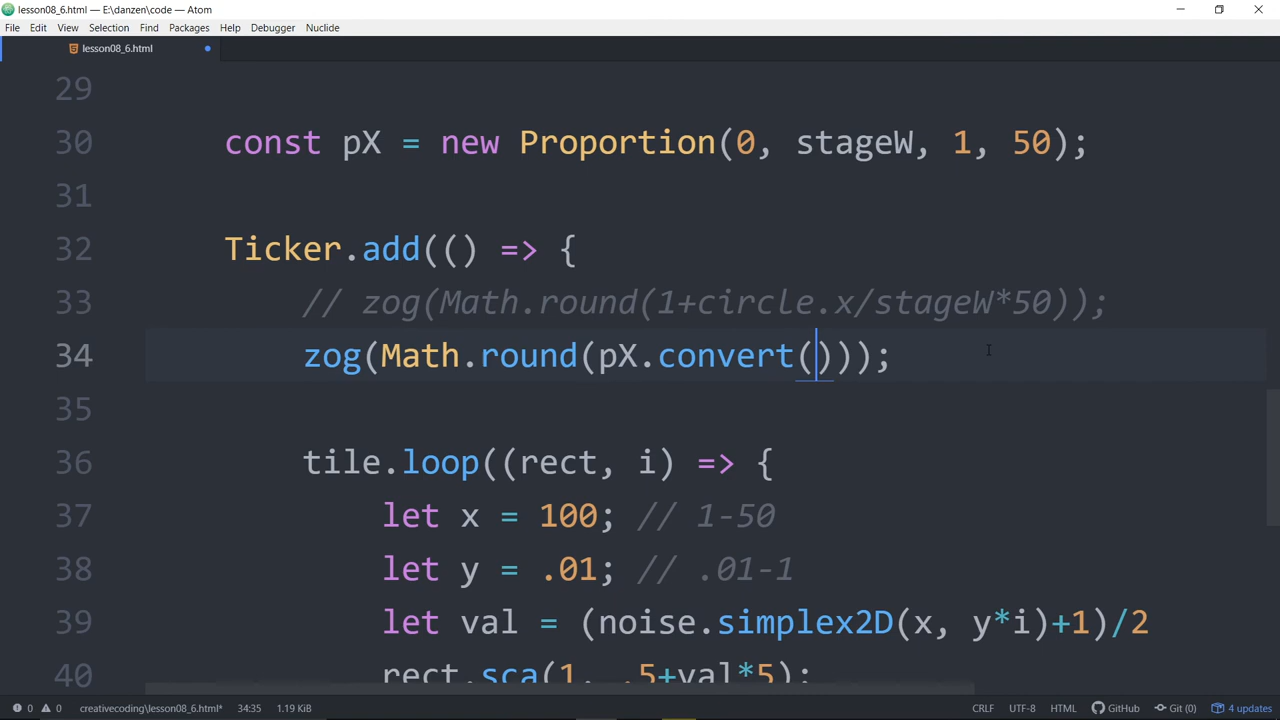 lesson08_6.html — E:\danzen\code — Atom
File Edit View Selection Find Packages Help Debugger Nuclide
lesson08_6.html
29
30 const pX = new Proportion(0, stageW, 1, 50);
31
32 Ticker.add(() => {
33 // zog(Math.round(1+circle.x/stageW*50));
34 zog(Math.round(pX.convert()));
35
36 tile.loop((rect, i) => {
37 let x = 100; // 1-50
38 let y = .01; // .01-1
39 let val = (noise.simplex2D(x, y*i)+1)/2
40 rect.sca(1, .5+val*5);
0 0 creativecoding\lesson08_6.html* 34:35 1.19 KiB CRLF UTF-8 HTML GitHub Git (0) 4 updates